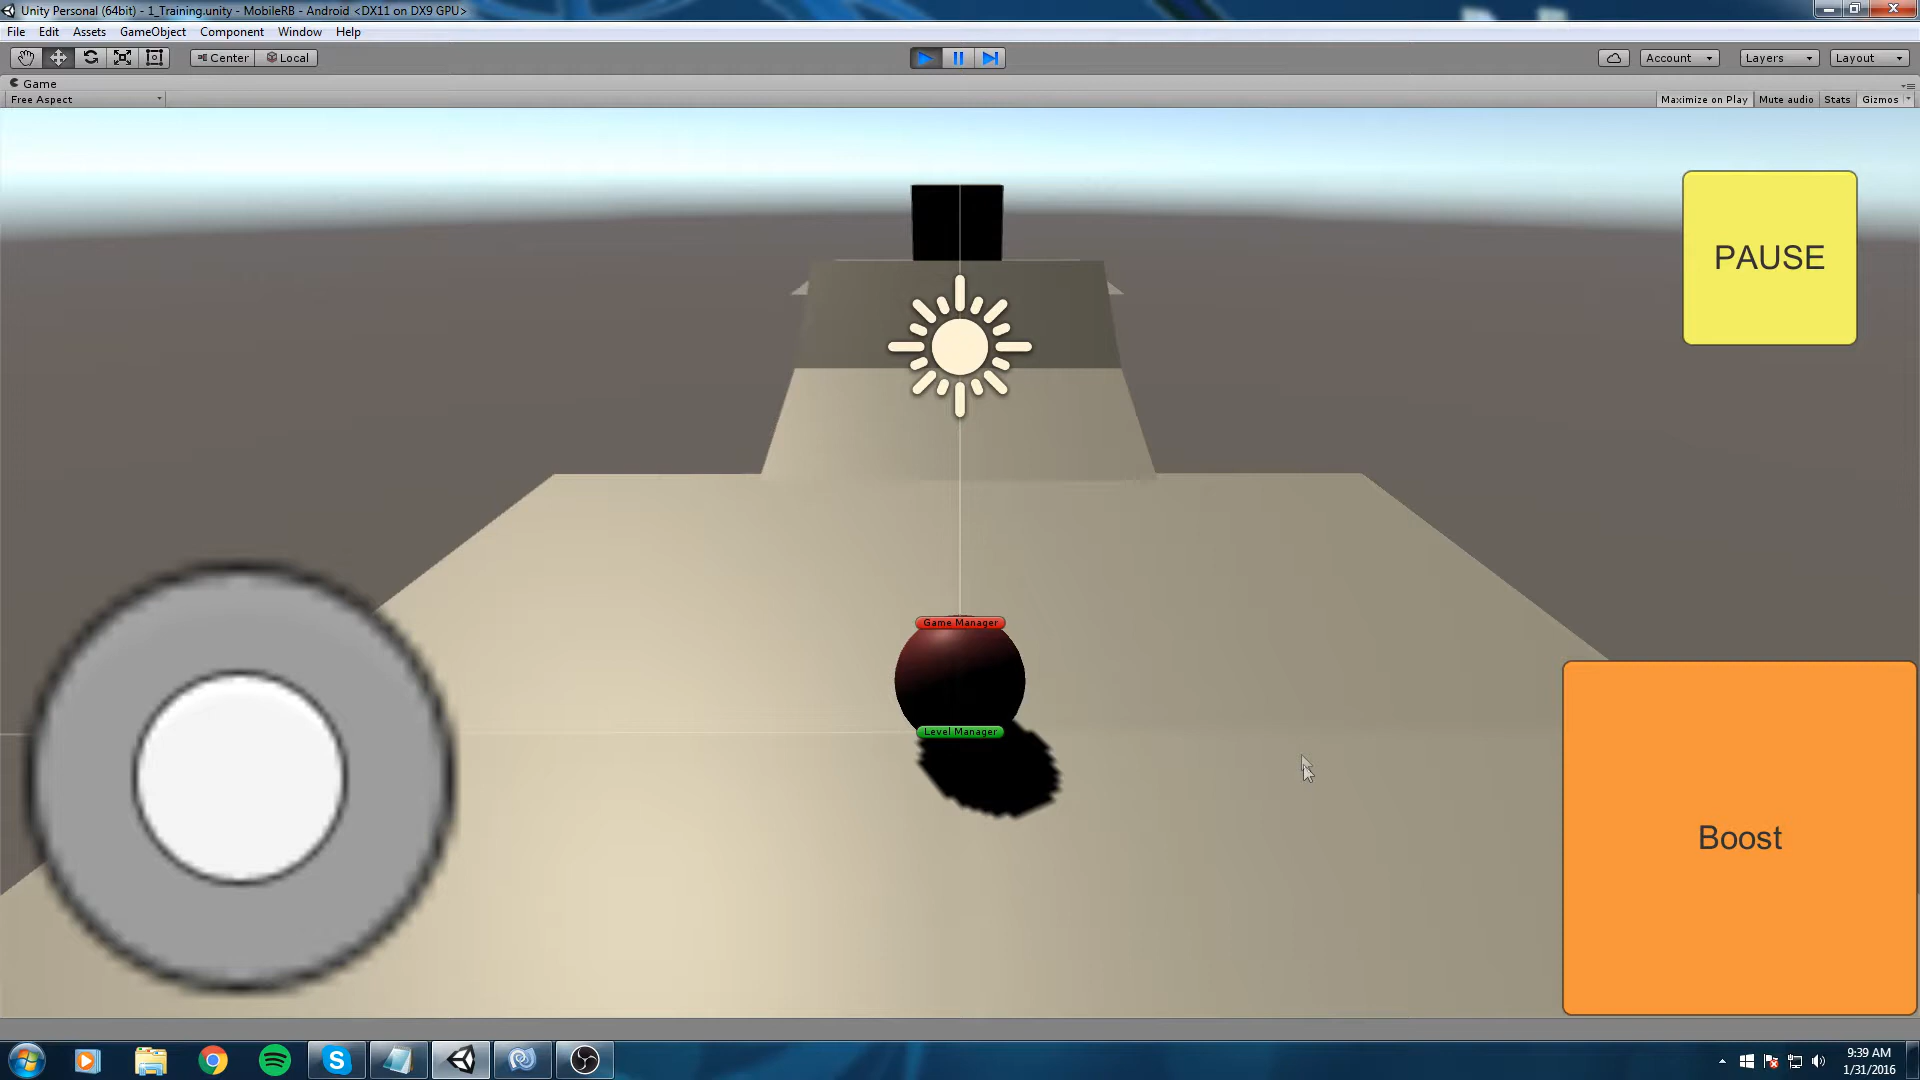 Unity Personal (64bit) - 1_Training.unity - MobileRB - Android <DX11 on DX9 GPU>
File Edit Assets GameObject Component Window Help
Center Local Account Layers Layout
Game
Free Aspect Maximize on Play Mute audio Stats Gizmos
PAUSE
Game Manager
Level Manager
Boost
9:39 AM
1/31/2016